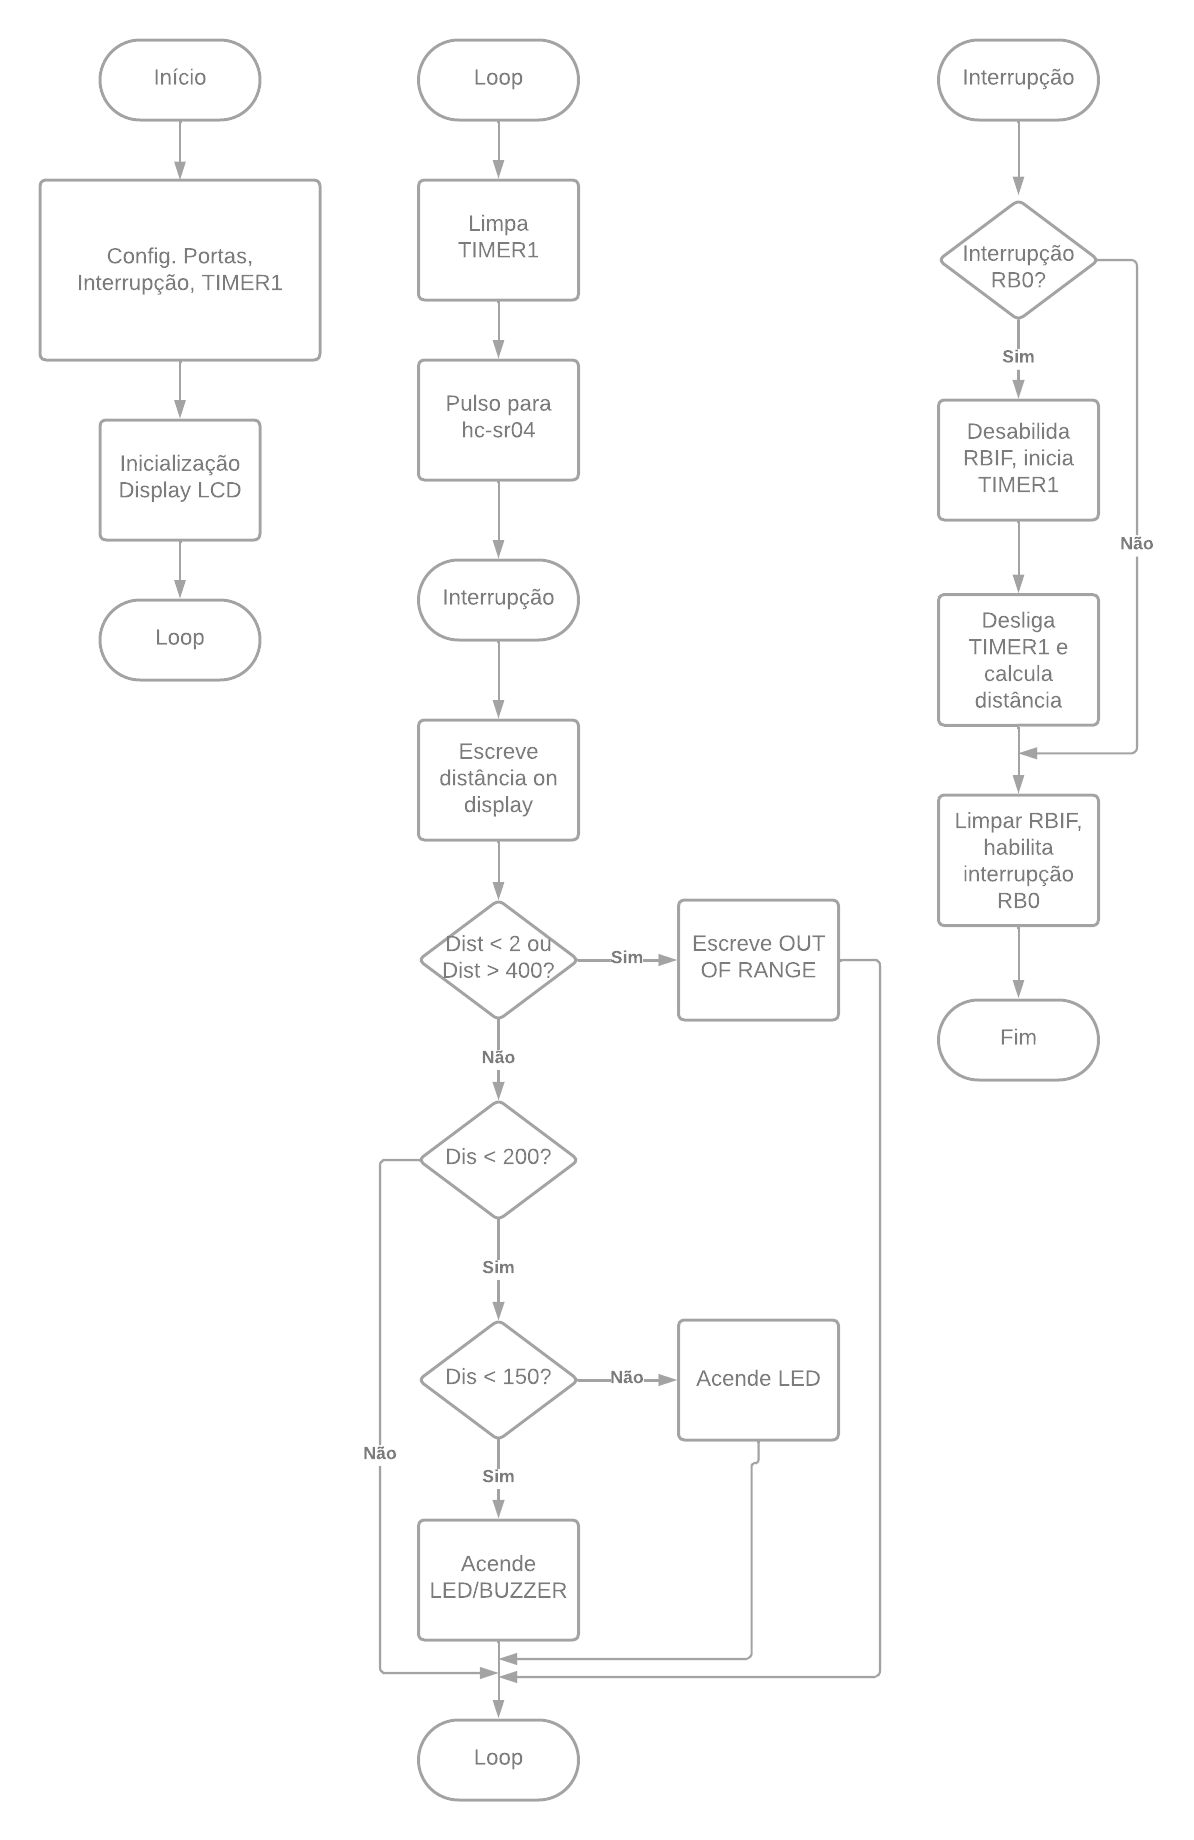 Início
Config. Portas,
Interrupção, TIMER1
Inicialização
Display LCD
Loop
Loop
Limpa
TIMER1
Pulso para
hc-sr04
Interrupção
Escreve
distância on
display
Dist < 2 ou
Dist > 400?
Sim
Escreve OUT
OF RANGE
Não
Dis < 200?
Sim
Não
Dis < 150?
Não
Acende LED
Sim
Acende
LED/BUZZER
Loop
Interrupção
Interrupção
RB0?
Sim
Não
Desabilida
RBIF, inicia
TIMER1
Desliga
TIMER1 e
calcula
distância
Limpar RBIF,
habilita
interrupção
RB0
Fim